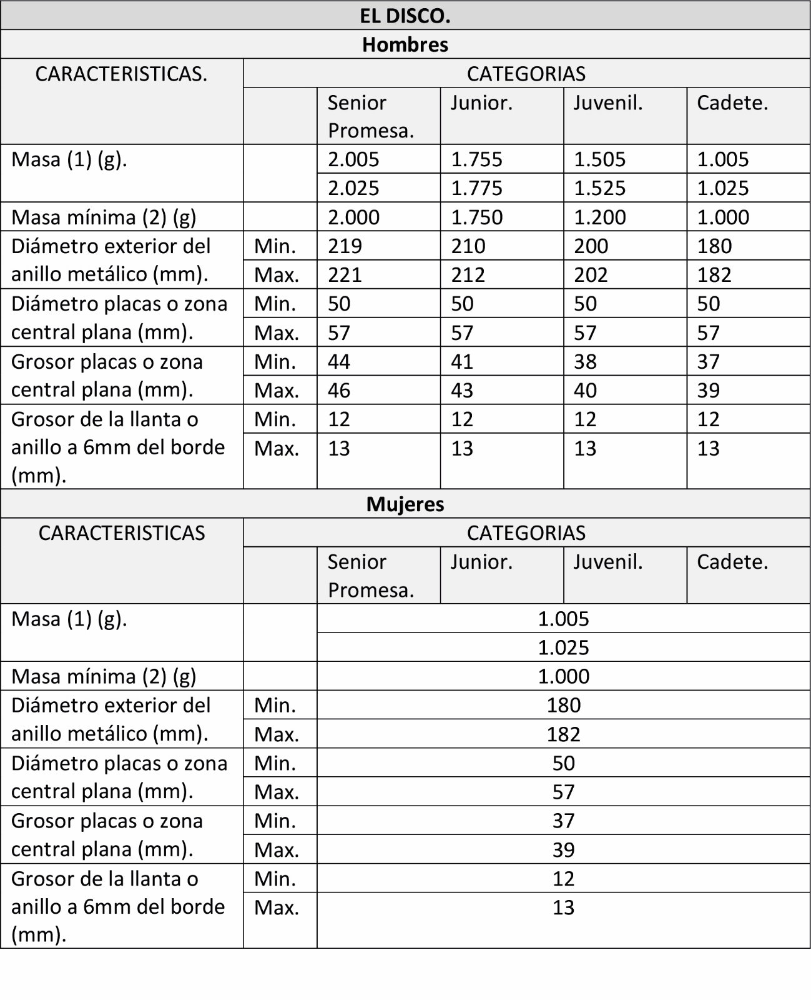 EL DISCO.
Hombres
CARACTERISTICAS. CATEGORIAS
Senior Junior. Juvenil. Cadete.
Promesa.
Masa (1) (g). 2.005 1.755 1.505 1.005
2.025 1.775 1.525 1.025
Masa mínima (2) (g) 2.000 1.750 1.200 1.000
Diámetro exterior del Min. 219 210 200 180
anillo metálico (mm). Max. 221 212 202 182
Diámetro placas o zona Min. 50 50 50 50
central plana (mm). Max. 57 57 57 57
Grosor placas o zona Min. 44 41 38 37
central plana (mm). Max. 46 43 40 39
Grosor de la llanta o Min. 12 12 12 12
anillo a 6mm del borde Max. 13 13 13 13
(mm).
Mujeres
CARACTERISTICAS CATEGORIAS
Senior Junior. Juvenil. Cadete.
Promesa.
Masa (1) (g). 1.005
1.025
Masa mínima (2) (g) 1.000
Diámetro exterior del Min. 180
anillo metálico (mm). Max. 182
Diámetro placas o zona Min. 50
central plana (mm). Max. 57
Grosor placas o zona Min. 37
central plana (mm). Max. 39
Grosor de la llanta o Min. 12
anillo a 6mm del borde Max. 13
(mm).